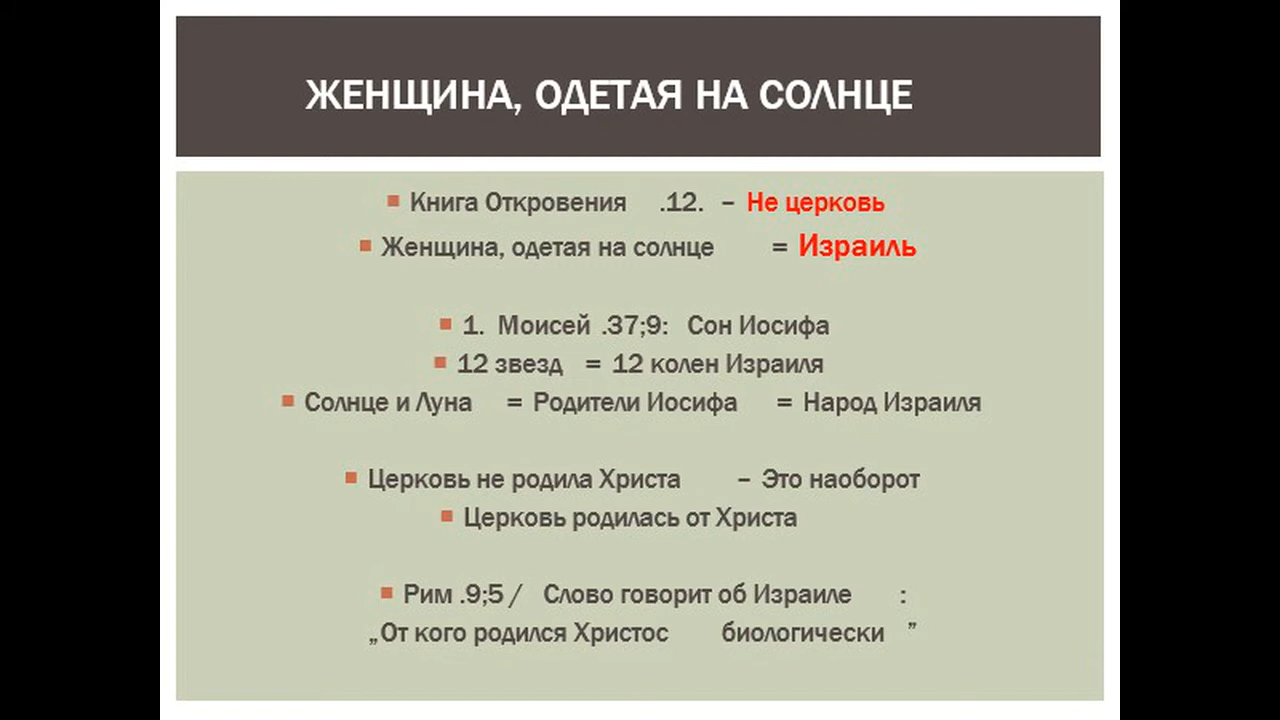 ЖЕНЩИНА, ОДЕТАЯ НА СОЛНЦЕ
Книга Откровения .12. – Не церковь
Женщина, одетая на солнце = Израиль
1. Моисей .37;9: Сон Иосифа
12 звезд = 12 колен Израиля
Солнце и Луна = Родители Иосифа = Народ Израиля
Церковь не родила Христа – Это наоборот
Церковь родилась от Христа
Рим .9;5 / Слово говорит об Израиле :
„От кого родился Христос биологически ”